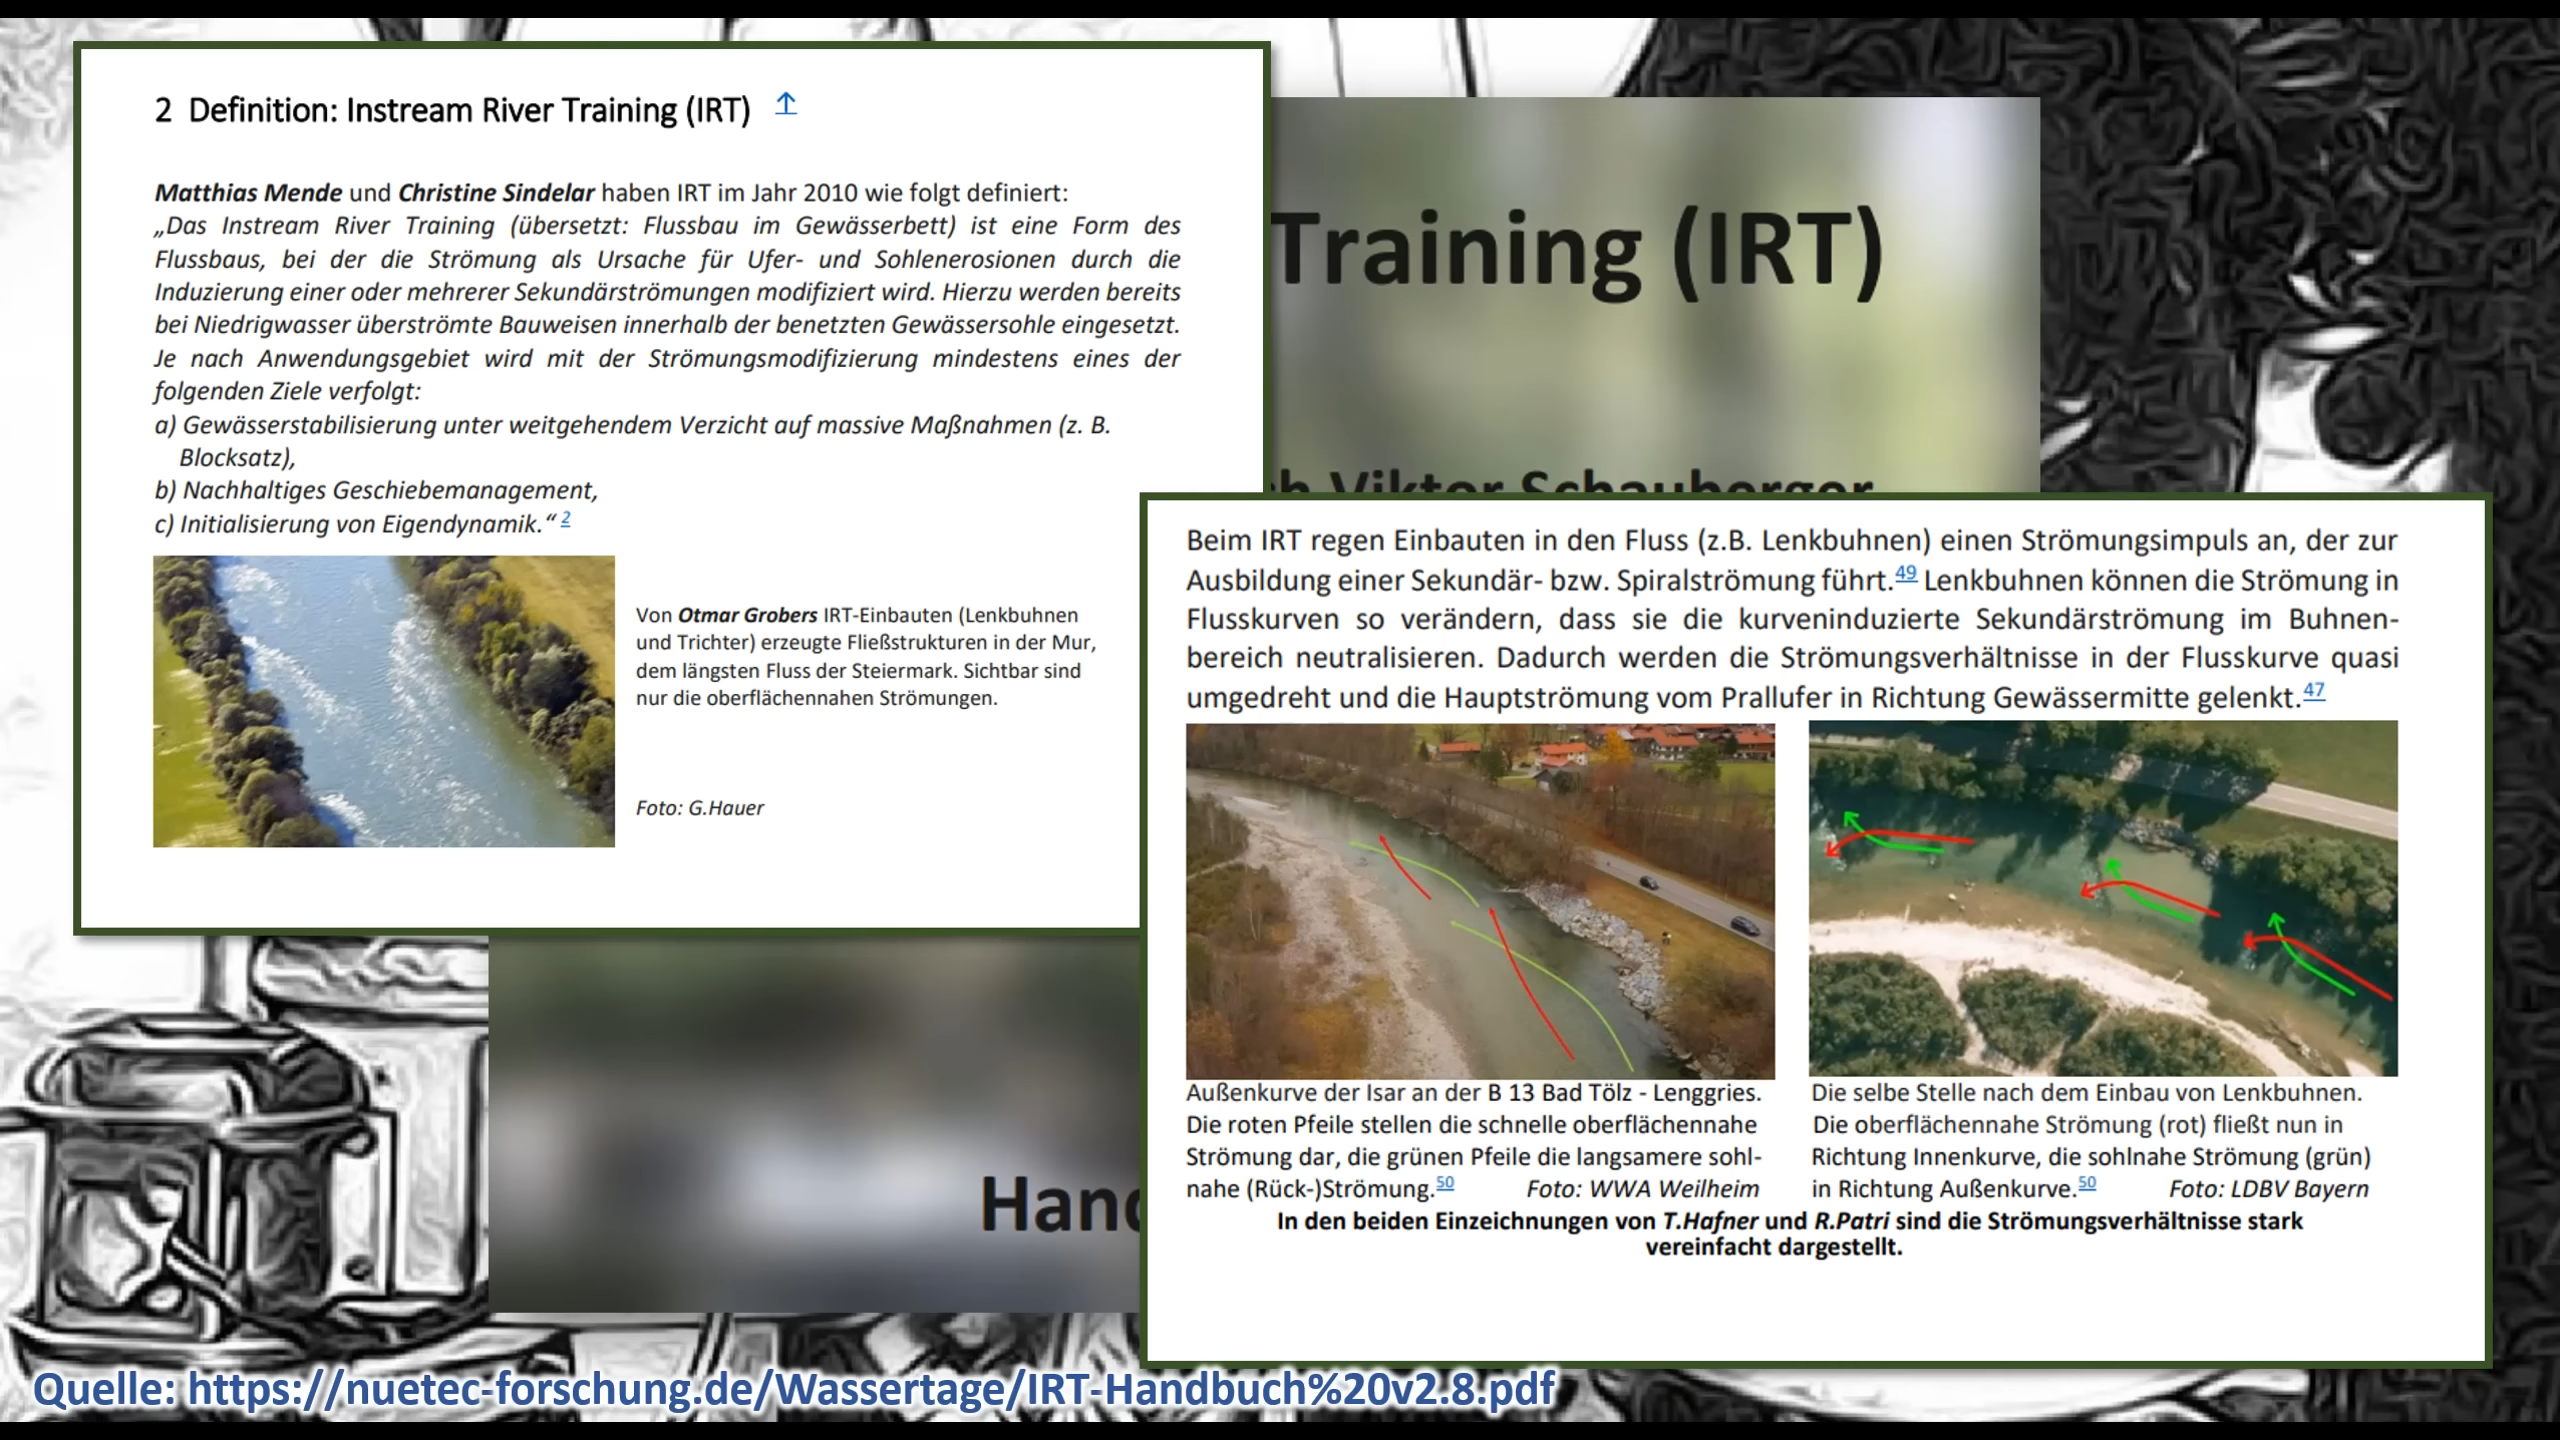 2 Definition: Instream River Training (IRT) ↥
Matthias Mende und Christine Sindelar haben IRT im Jahr 2010 wie folgt definiert:
„Das Instream River Training (übersetzt: Flussbau im Gewässerbett) ist eine Form des
Flussbaus, bei der die Strömung als Ursache für Ufer- und Sohlenerosionen durch die
Induzierung einer oder mehrerer Sekundärströmungen modifiziert wird. Hierzu werden bereits
bei Niedrigwasser überströmte Bauweisen innerhalb der benetzten Gewässersohle eingesetzt.
Je nach Anwendungsgebiet wird mit der Strömungsmodifizierung mindestens eines der
folgenden Ziele verfolgt:
a) Gewässerstabilisierung unter weitgehendem Verzicht auf massive Maßnahmen (z. B.
Blocksatz),
b) Nachhaltiges Geschiebemanagement,
c) Initialisierung von Eigendynamik.“ 2
Von Otmar Grobers IRT-Einbauten (Lenkbuhnen
und Trichter) erzeugte Fließstrukturen in der Mur,
dem längsten Fluss der Steiermark. Sichtbar sind
nur die oberflächennahen Strömungen.
Foto: G.Hauer
Training (IRT)
h Viktor Schauberger
Beim IRT regen Einbauten in den Fluss (z.B. Lenkbuhnen) einen Strömungsimpuls an, der zur
Ausbildung einer Sekundär- bzw. Spiralströmung führt.49 Lenkbuhnen können die Strömung in
Flusskurven so verändern, dass sie die kurveninduzierte Sekundärströmung im Buhnen-
bereich neutralisieren. Dadurch werden die Strömungsverhältnisse in der Flusskurve quasi
umgedreht und die Hauptströmung vom Prallufer in Richtung Gewässermitte gelenkt.47
Außenkurve der Isar an der B 13 Bad Tölz - Lenggries.
Die roten Pfeile stellen die schnelle oberflächennahe
Strömung dar, die grünen Pfeile die langsamere sohl-
nahe (Rück-)Strömung.50 Foto: WWA Weilheim
Die selbe Stelle nach dem Einbau von Lenkbuhnen.
Die oberflächennahe Strömung (rot) fließt nun in
Richtung Innenkurve, die sohlnahe Strömung (grün)
in Richtung Außenkurve.50 Foto: LDBV Bayern
In den beiden Einzeichnungen von T.Hafner und R.Patri sind die Strömungsverhältnisse stark
vereinfacht dargestellt.
Hand
Quelle: https://nuetec-forschung.de/Wassertage/IRT-Handbuch%20v2.8.pdf